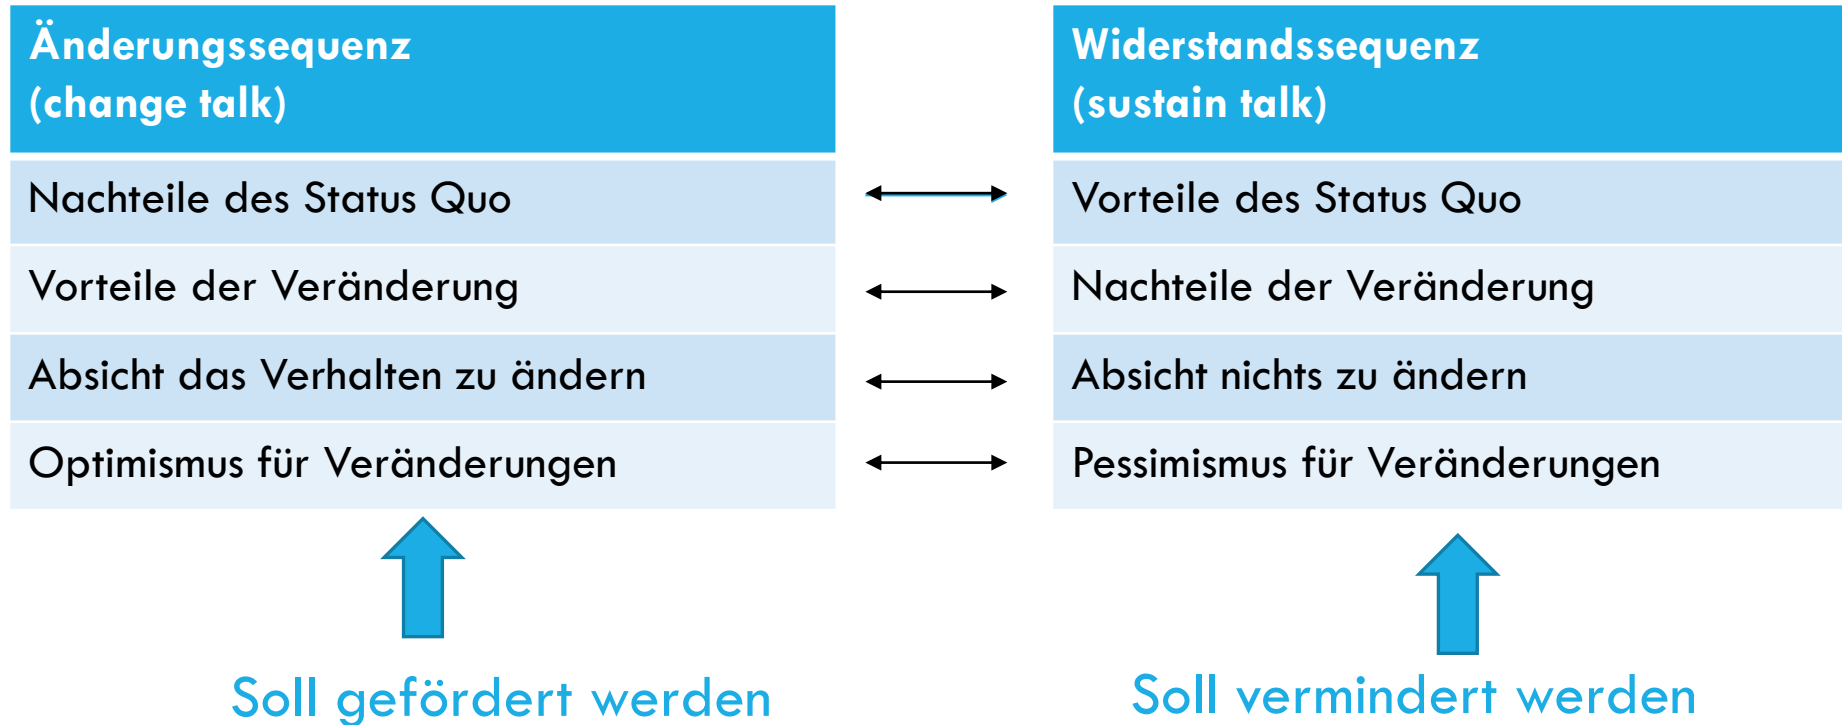 Änderungssequenz
(change talk)
Nachteile des Status Quo
Vorteile der Veränderung
Absicht das Verhalten zu ändern
Optimismus für Veränderungen
Soll gefördert werden
Widerstandssequenz
(sustain talk)
Vorteile des Status Quo
Nachteile der Veränderung
Absicht nichts zu ändern
Pessimismus für Veränderungen
Soll vermindert werden